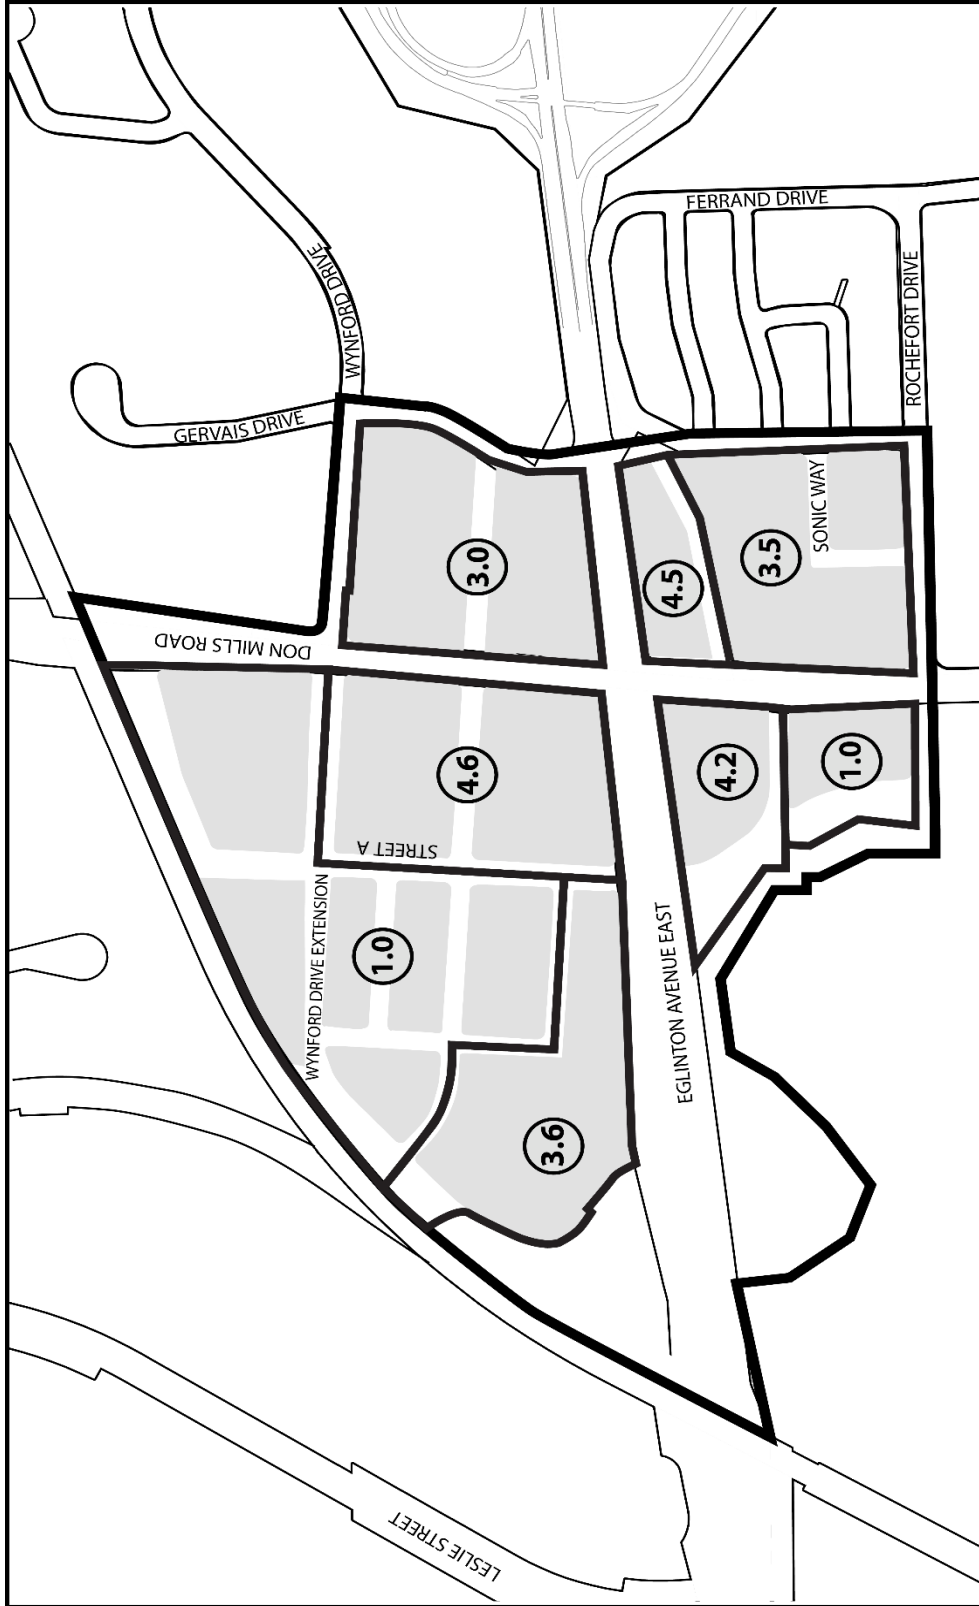 WYNFORD DRIVE
GERVAIS DRIVE
FERRAND DRIVE
ROCHEFORT DRIVE
SONIC WAY
DON MILLS ROAD
3.0
4.5
3.5
4.6
4.2
1.0
STREET A
WYNFORD DRIVE EXTENSION
1.0
EGLINTON AVENUE EAST
3.6
LESLIE STREET